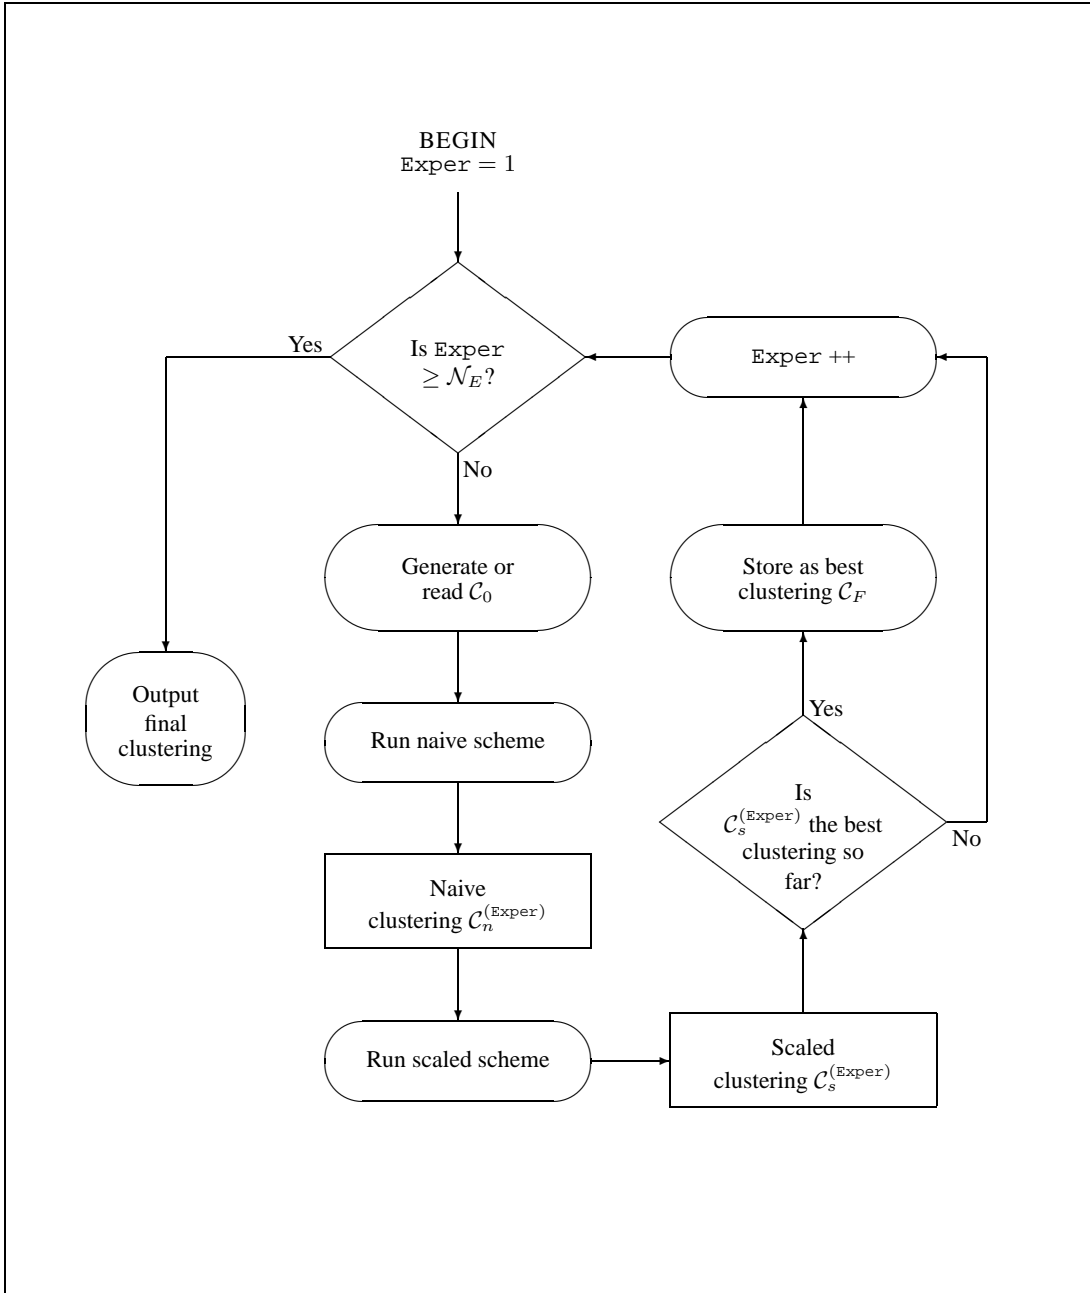 BEGIN
Exper = 1
Yes
Is Exper
≥ 𝒩_E?
No
Exper ++
Generate or
read 𝒞_0
Store as best
clustering 𝒞_F
Output
final
clustering
Run naive scheme
Yes
Is
𝒞_s^(Exper) the best
clustering so
far?
No
Naive
clustering 𝒞_n^(Exper)
Run scaled scheme
Scaled
clustering 𝒞_s^(Exper)